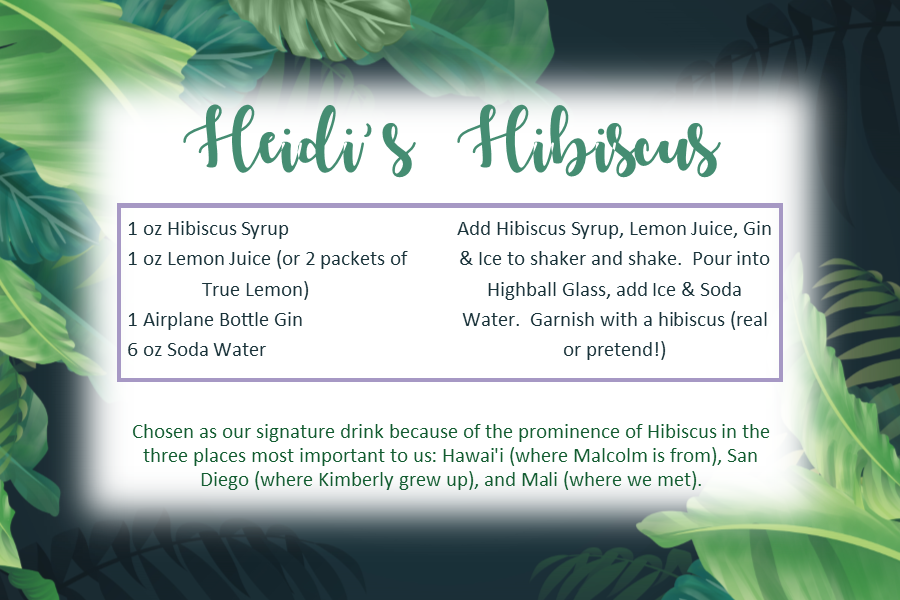 Heidi's Hibiscus
1 oz Hibiscus Syrup
1 oz Lemon Juice (or 2 packets of
True Lemon)
1 Airplane Bottle Gin
6 oz Soda Water
Add Hibiscus Syrup, Lemon Juice, Gin
& Ice to shaker and shake.  Pour into
Highball Glass, add Ice & Soda
Water.  Garnish with a hibiscus (real
or pretend!)
Chosen as our signature drink because of the prominence of Hibiscus in the
three places most important to us: Hawai'i (where Malcolm is from), San
Diego (where Kimberly grew up), and Mali (where we met).